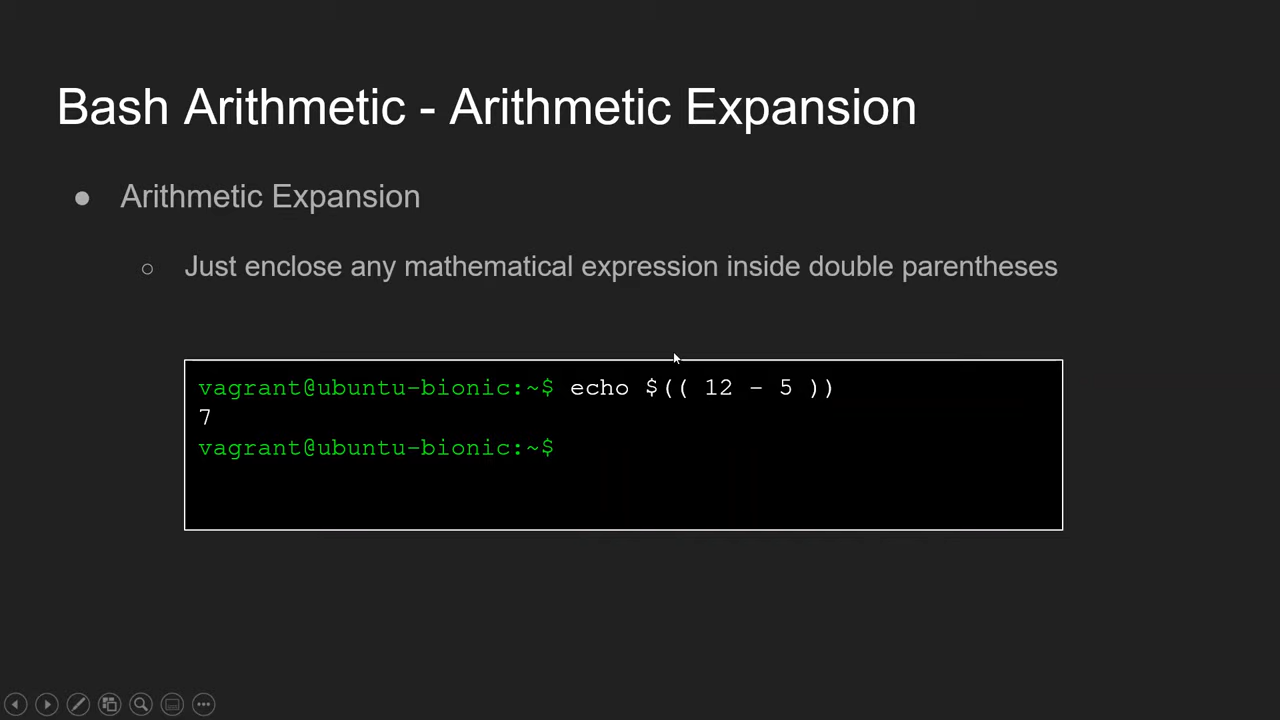 Bash Arithmetic - Arithmetic Expansion
● Arithmetic Expansion
○ Just enclose any mathematical expression inside double parentheses
vagrant@ubuntu-bionic:~$ echo $(( 12 - 5 ))
7
vagrant@ubuntu-bionic:~$